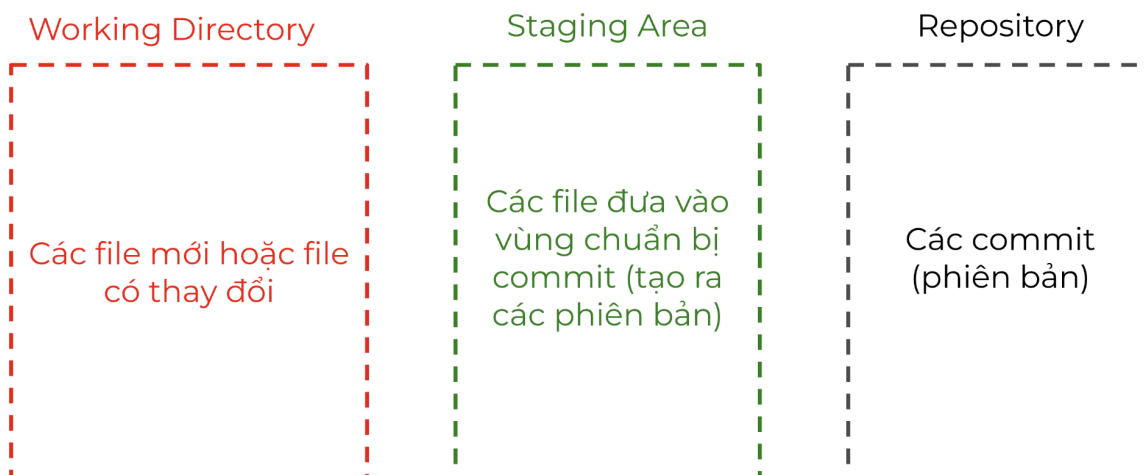 Working Directory
Staging Area
Repository
Các file mới hoặc file
có thay đổi
Các file đưa vào
vùng chuẩn bị
commit (tạo ra
các phiên bản)
Các commit
(phiên bản)